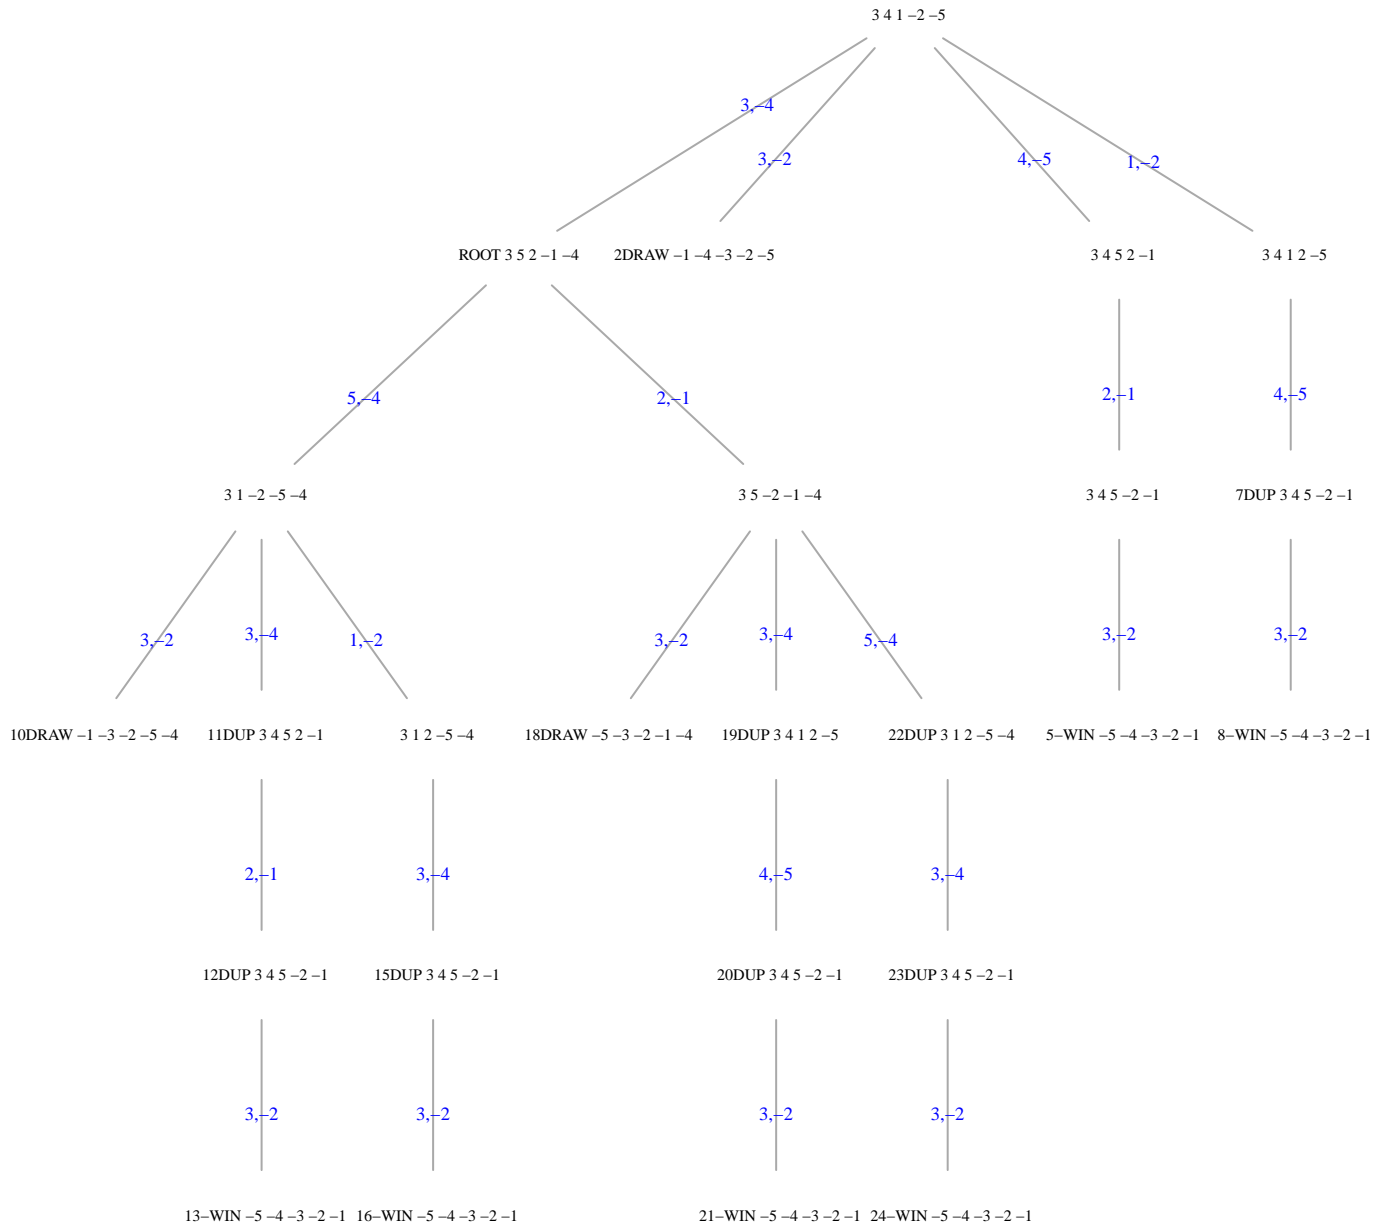 3 4 1 −2 −5
3,−4
3,−2
4,−5
1,−2
ROOT 3 5 2 −1 −4
2DRAW −1 −4 −3 −2 −5
3 4 5 2 −1
3 4 1 2 −5
5,−4
2,−1
2,−1
4,−5
3 1 −2 −5 −4
3 5 −2 −1 −4
3 4 5 −2 −1
7DUP 3 4 5 −2 −1
3,−2
3,−4
1,−2
3,−2
3,−4
5,−4
3,−2
3,−2
10DRAW −1 −3 −2 −5 −4
11DUP 3 4 5 2 −1
3 1 2 −5 −4
18DRAW −5 −3 −2 −1 −4
19DUP 3 4 1 2 −5
22DUP 3 1 2 −5 −4
5−WIN −5 −4 −3 −2 −1
8−WIN −5 −4 −3 −2 −1
2,−1
3,−4
4,−5
3,−4
12DUP 3 4 5 −2 −1
15DUP 3 4 5 −2 −1
20DUP 3 4 5 −2 −1
23DUP 3 4 5 −2 −1
3,−2
3,−2
3,−2
3,−2
13−WIN −5 −4 −3 −2 −1
16−WIN −5 −4 −3 −2 −1
21−WIN −5 −4 −3 −2 −1
24−WIN −5 −4 −3 −2 −1